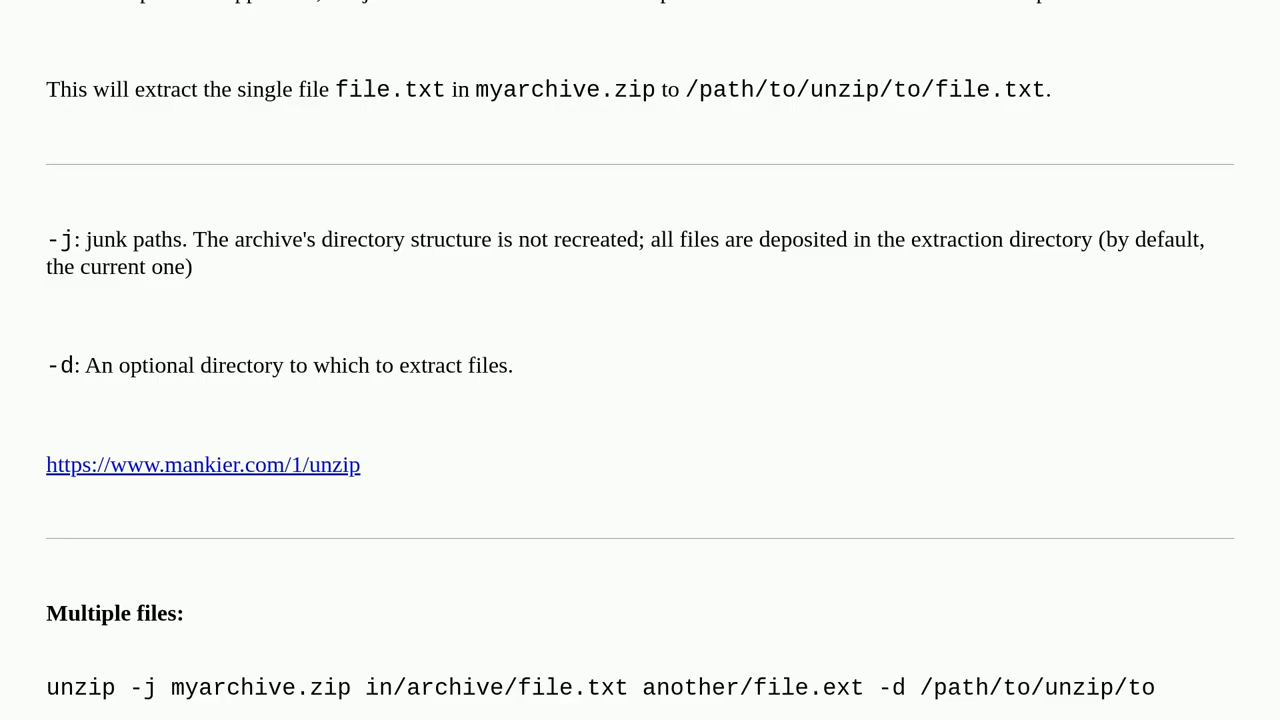 This will extract the single file file.txt in myarchive.zip to /path/to/unzip/to/file.txt.
-j: junk paths. The archive's directory structure is not recreated; all files are deposited in the extraction directory (by default,
the current one)
-d: An optional directory to which to extract files.
https://www.mankier.com/1/unzip
Multiple files:
unzip -j myarchive.zip in/archive/file.txt another/file.ext -d /path/to/unzip/to